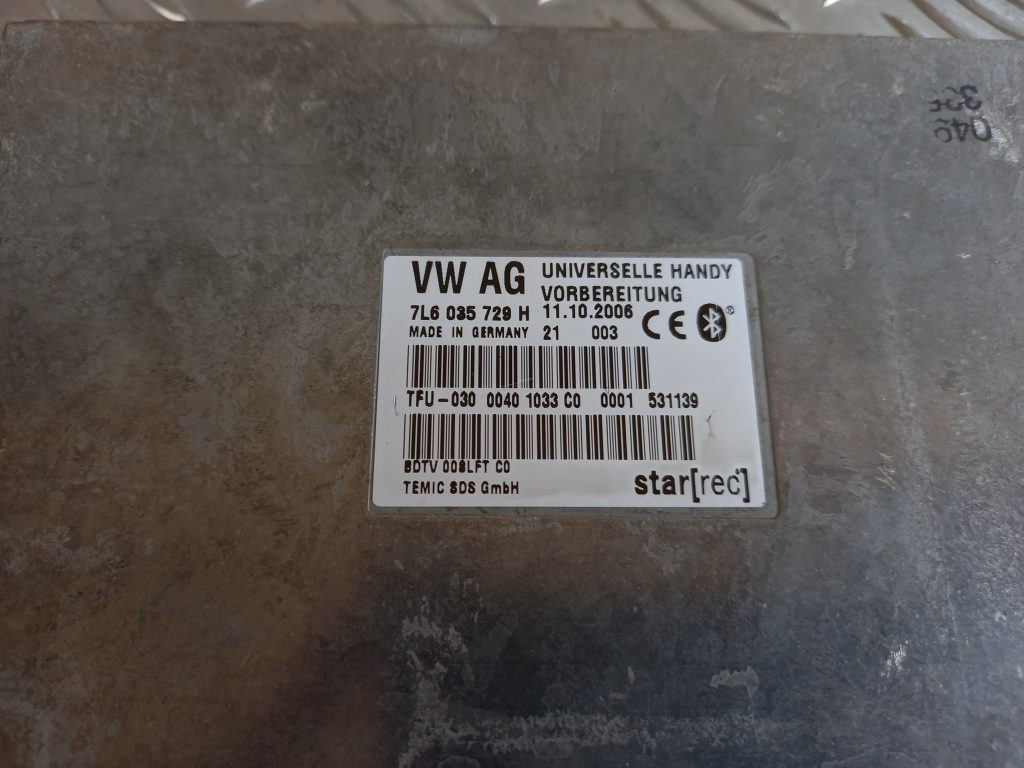 VW AG UNIVERSELLE HANDY
VORBEREITUNG
7L6 035 729 H 11.10.2006
MADE IN GERMANY 21 003 CE
TFU-030 0040 1033 C0 0001 531139
BDTV 008LFT C0
TEMIC SDS GmbH star[rec]